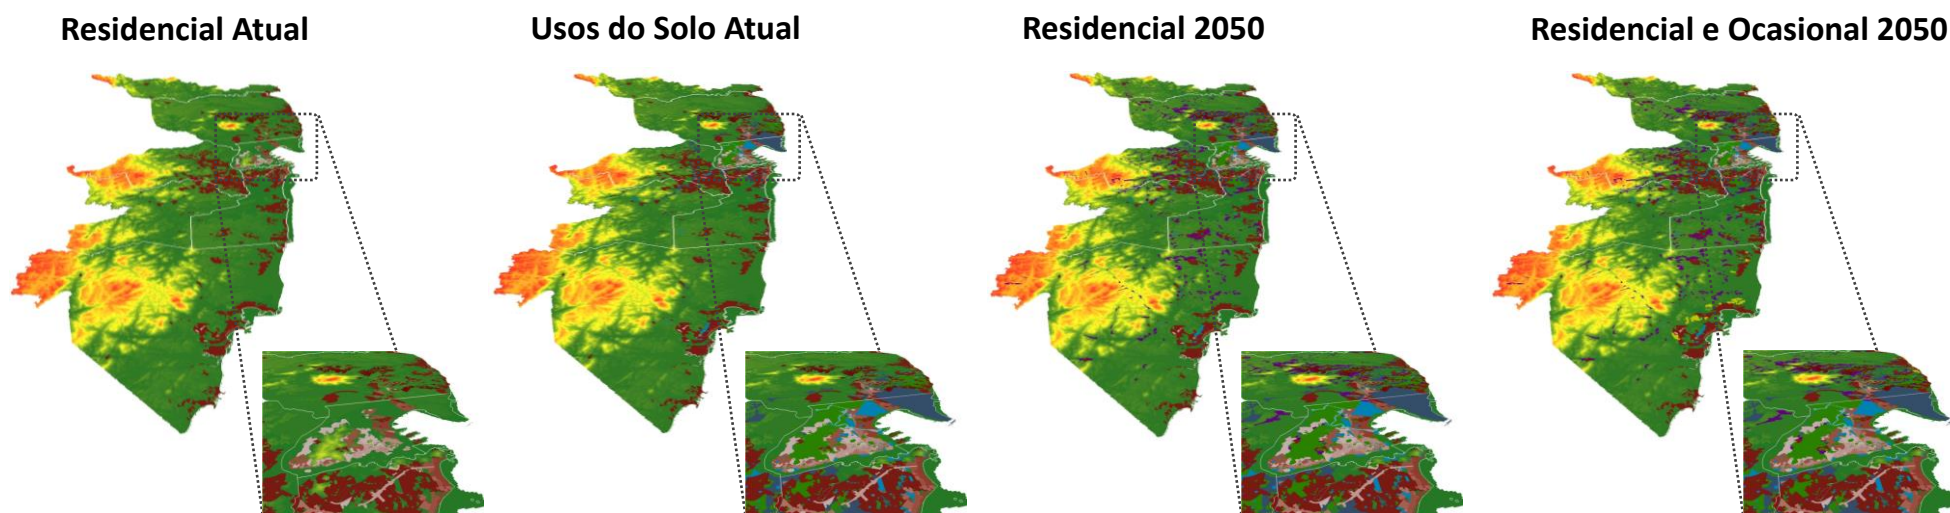 Residencial Atual
Usos do Solo Atual
Residencial 2050
Residencial e Ocasional 2050